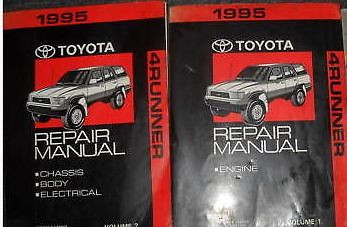 1995
TOYOTA
4RUNNER
REPAIR
MANUAL
CHASSIS
BODY
ELECTRICAL
VOLUME 2
1995
TOYOTA
4RUNNER
REPAIR
MANUAL
ENGINE
VOLUME 1